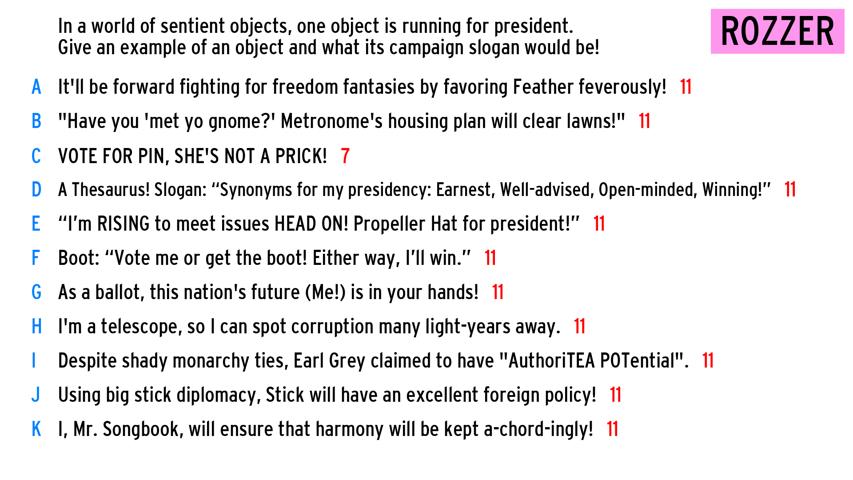 In a world of sentient objects, one object is running for president.
Give an example of an object and what its campaign slogan would be!
ROZZER
A It'll be forward fighting for freedom fantasies by favoring Feather feverously! 11
B "Have you 'met yo gnome?' Metronome's housing plan will clear lawns!" 11
C VOTE FOR PIN, SHE'S NOT A PRICK! 7
D A Thesaurus! Slogan: “Synonyms for my presidency: Earnest, Well-advised, Open-minded, Winning!” 11
E “I’m RISING to meet issues HEAD ON! Propeller Hat for president!” 11
F Boot: “Vote me or get the boot! Either way, I’ll win.” 11
G As a ballot, this nation's future (Me!) is in your hands! 11
H I'm a telescope, so I can spot corruption many light-years away. 11
I Despite shady monarchy ties, Earl Grey claimed to have "AuthoriTEA POTential". 11
J Using big stick diplomacy, Stick will have an excellent foreign policy! 11
K I, Mr. Songbook, will ensure that harmony will be kept a-chord-ingly! 11